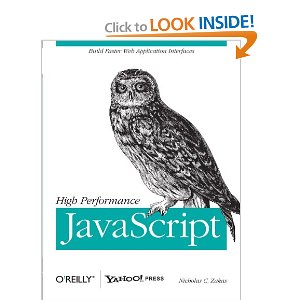 Click to LOOK INSIDE!
Build Faster Web Application Interfaces
High Performance
JavaScript
O'REILLY® YAHOO! PRESS Nicholas C. Zakas